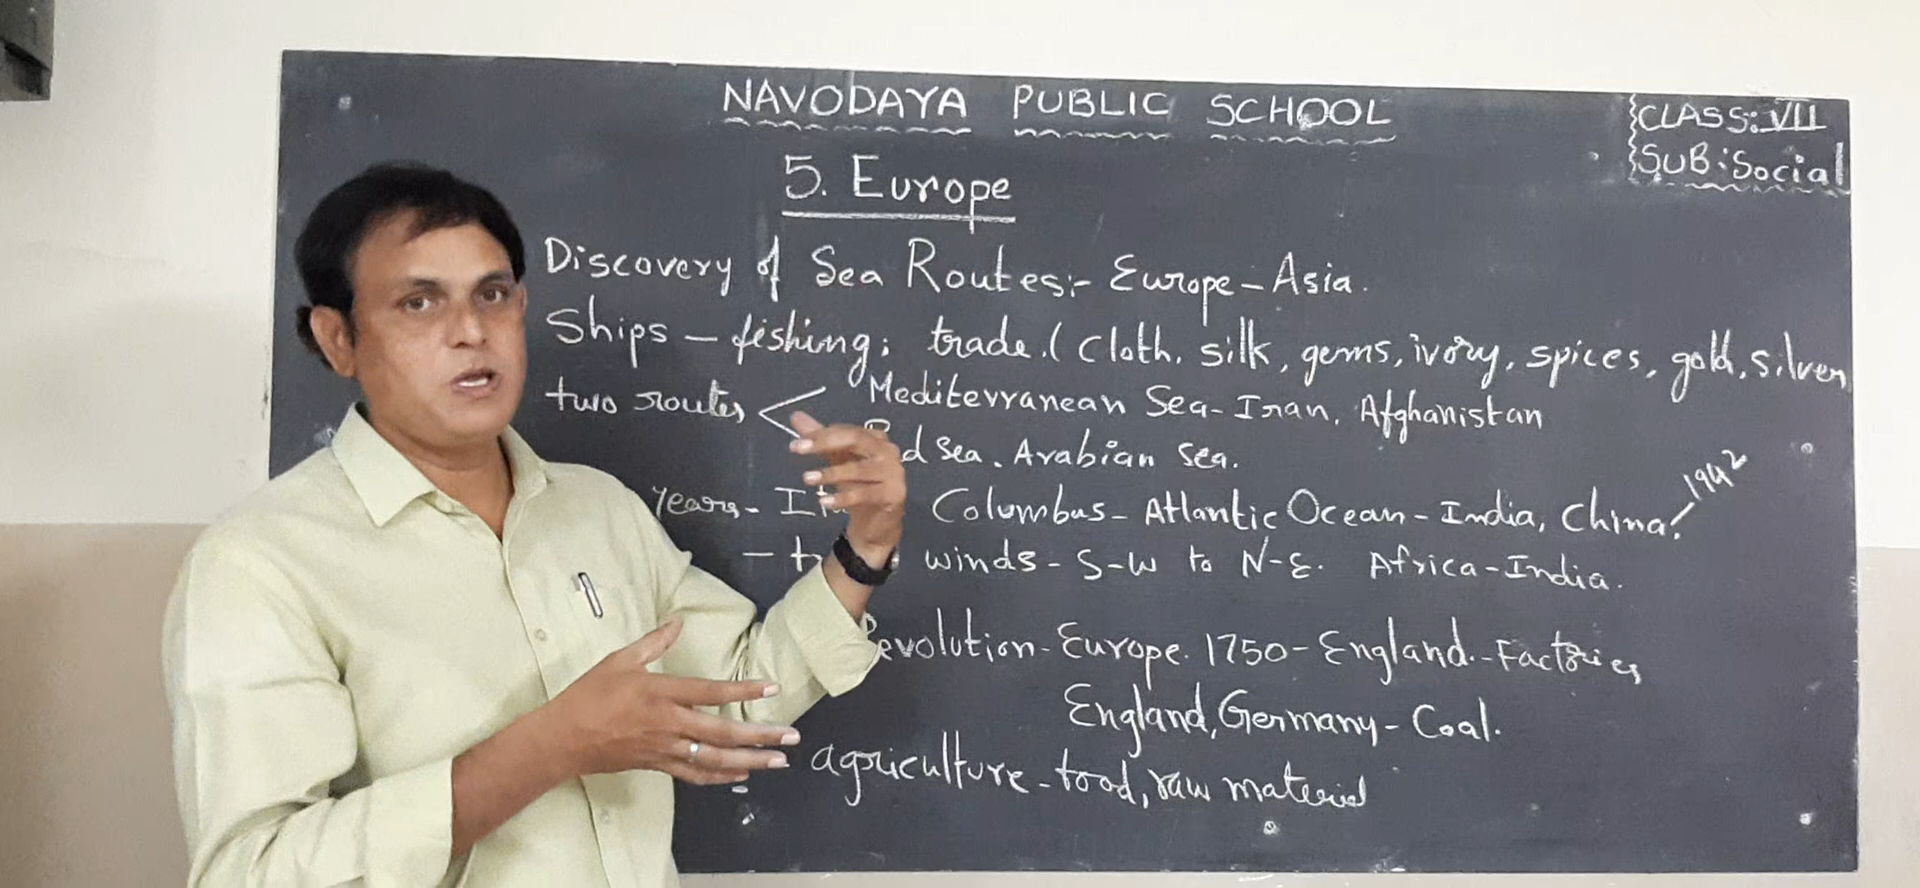 NAVODAYA PUBLIC SCHOOL
CLASS: VII
SUB: Social
5. Europe
Discovery of Sea Routes:- Europe - Asia.
Ships - fishing; trade. ( Cloth, silk, gems, ivory, spices, gold, silver
two routes Mediterranean Sea - Iran, Afghanistan
Sea. Arabian Sea.
years - Columbus - Atlantic Ocean - India, China! 1942
winds - S-W to N-E. Africa - India.
Revolution - Europe. 1750 - England. - Factories
England, Germany - Coal.
agriculture - food, raw material